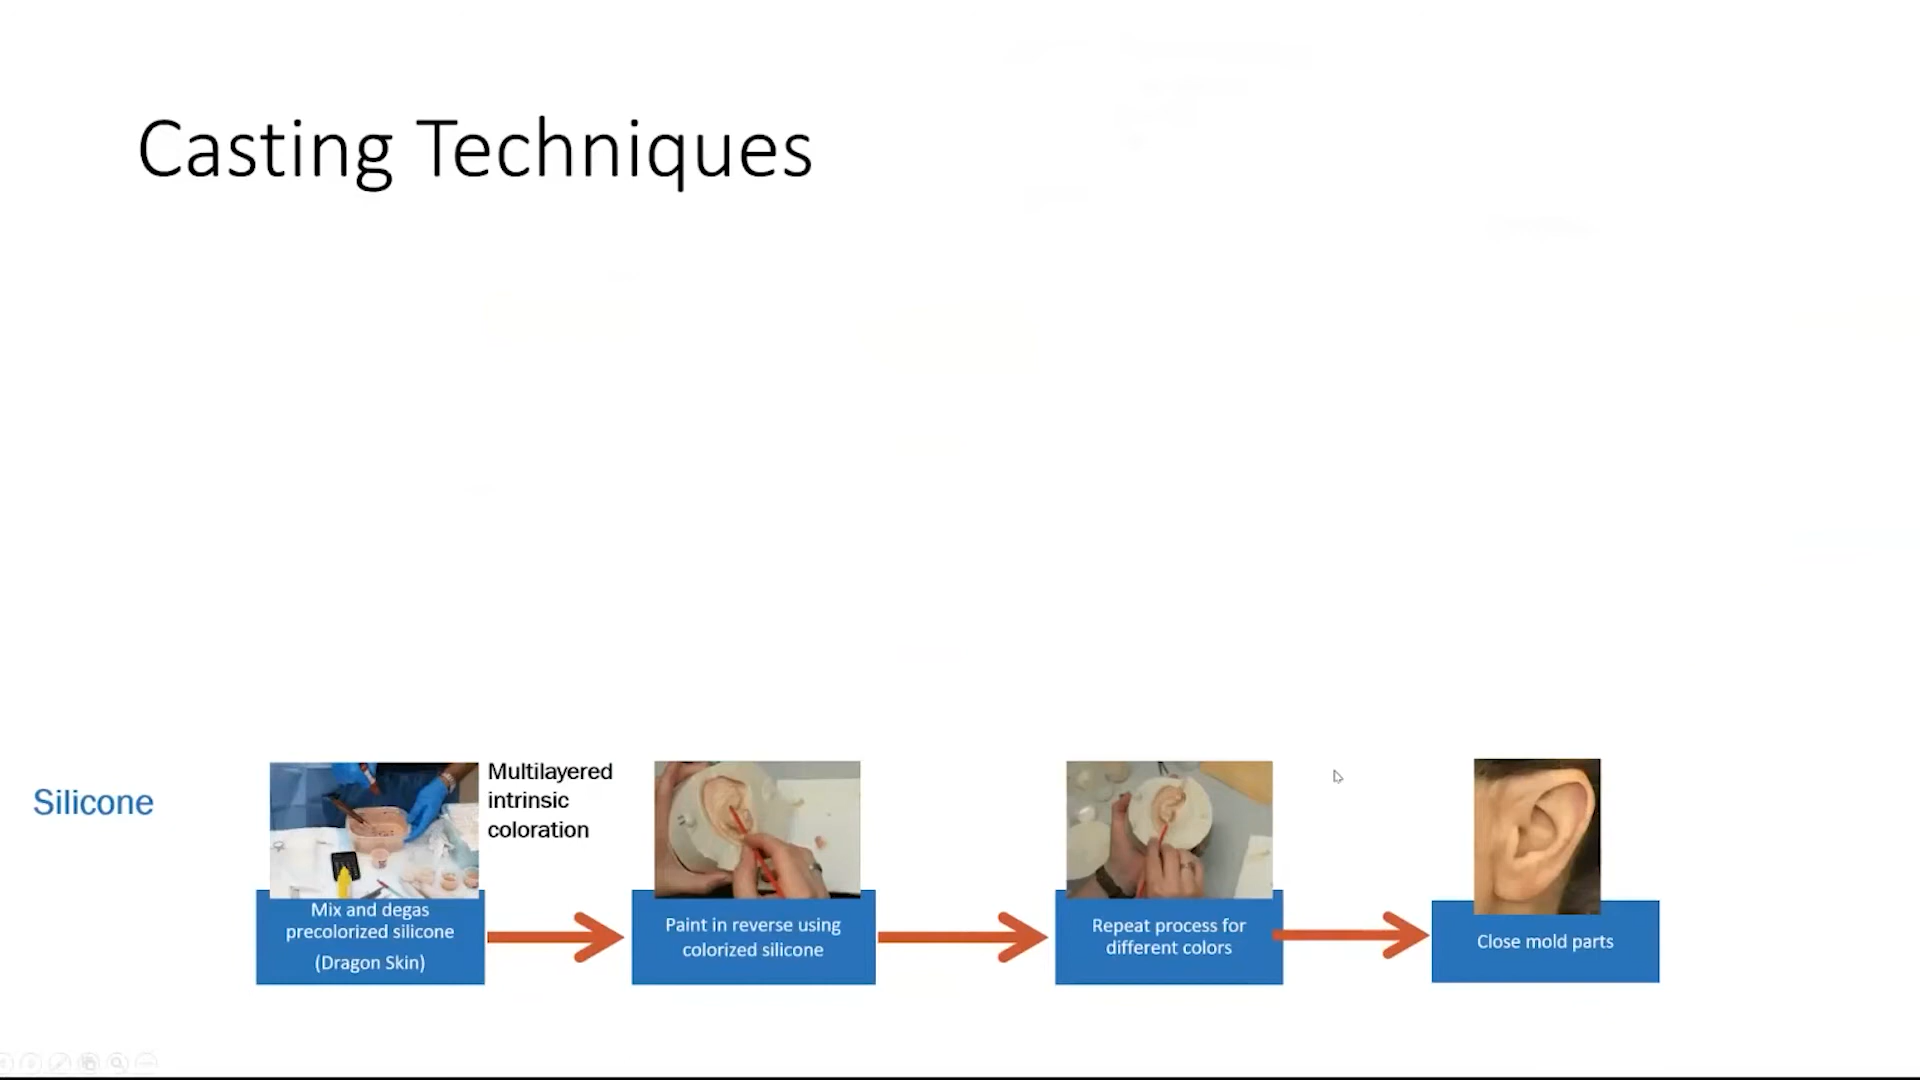 Casting Techniques
Silicone
Multilayered
intrinsic
coloration
Mix and degas
precolorized silicone
(Dragon Skin)
Paint in reverse using
colorized silicone
Repeat process for
different colors
Close mold parts